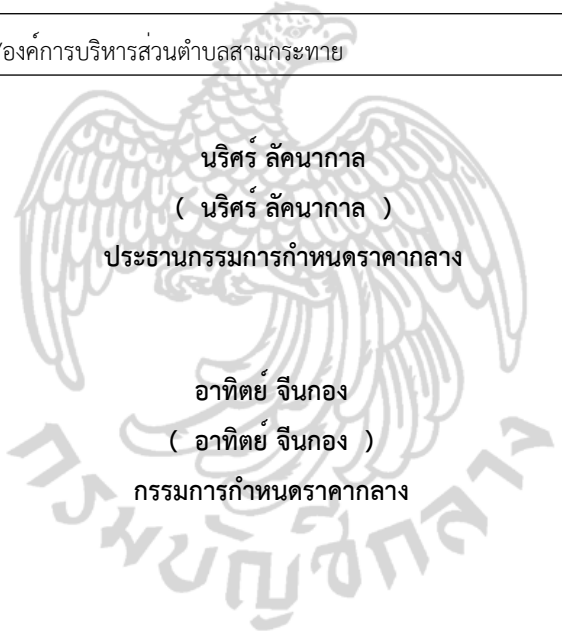 องค์การบริหารส่วนตำบลสามกระทาย
นริศร์ ลัคนากาล
( นริศร์ ลัคนากาล )
ประธานกรรมการกำหนดราคากลาง
อาทิตย์ จีนกอง
( อาทิตย์ จีนกอง )
กรรมการกำหนดราคากลาง
กรมบัญชีกลาง